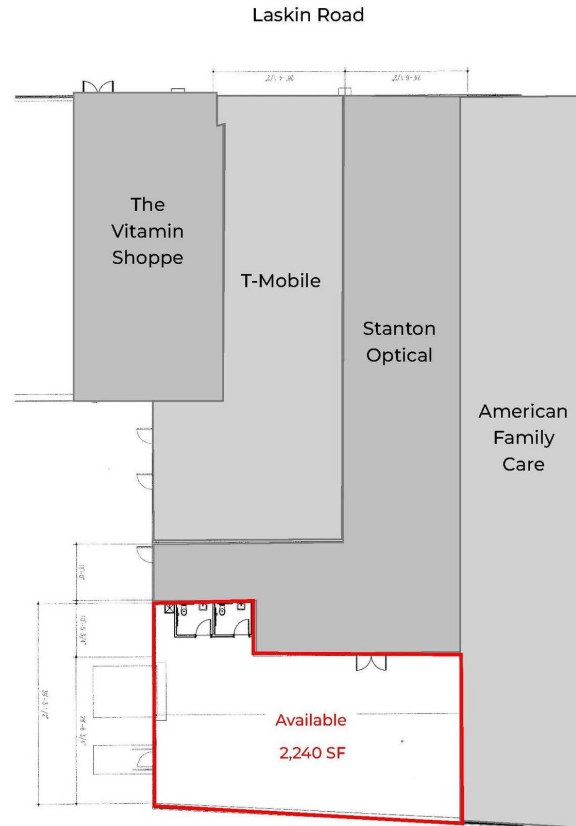 Laskin Road
The
Vitamin
Shoppe
T-Mobile
Stanton
Optical
American
Family
Care
Available
2,240 SF